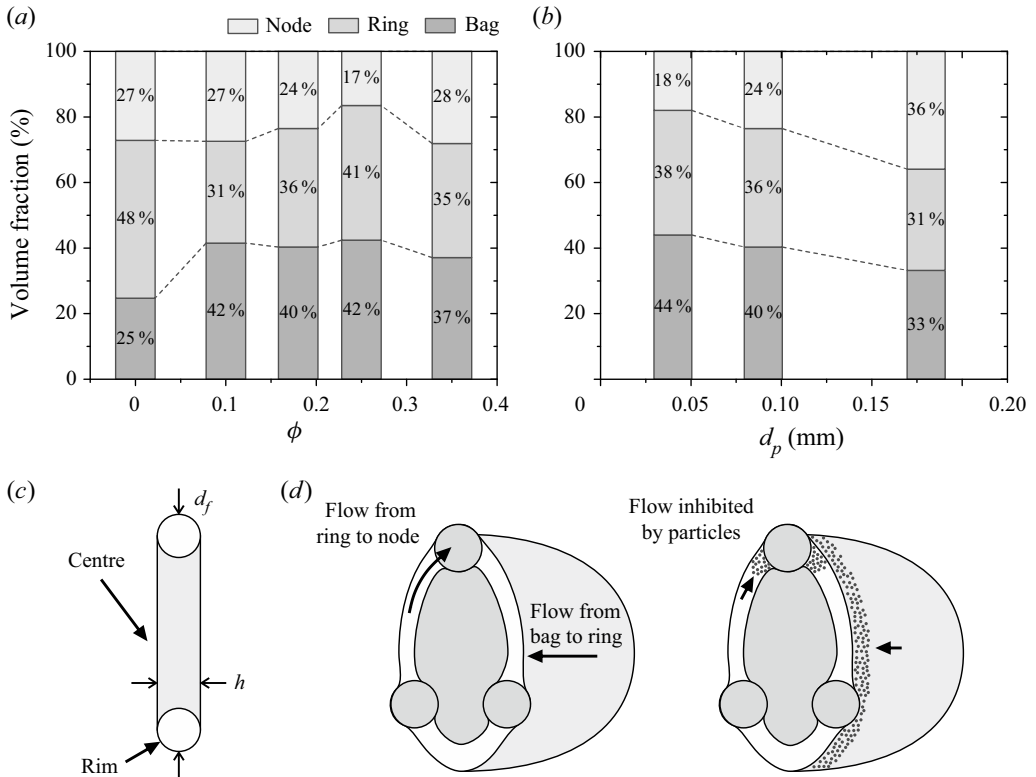 (a)
Node
Ring
Bag
(b)
100
80
60
40
20
0
Volume fraction (%)
27 %
48 %
25 %
27 %
31 %
42 %
24 %
36 %
40 %
17 %
41 %
42 %
28 %
35 %
37 %
0
0.1
0.2
0.3
0.4
ϕ
100
80
60
40
20
0
18 %
38 %
44 %
24 %
36 %
40 %
36 %
31 %
33 %
0.05
0.10
0.15
0.20
d_p (mm)
(c)
d_f
Centre
h
Rim
(d)
Flow from
ring to node
Flow from
bag to ring
Flow inhibited
by particles